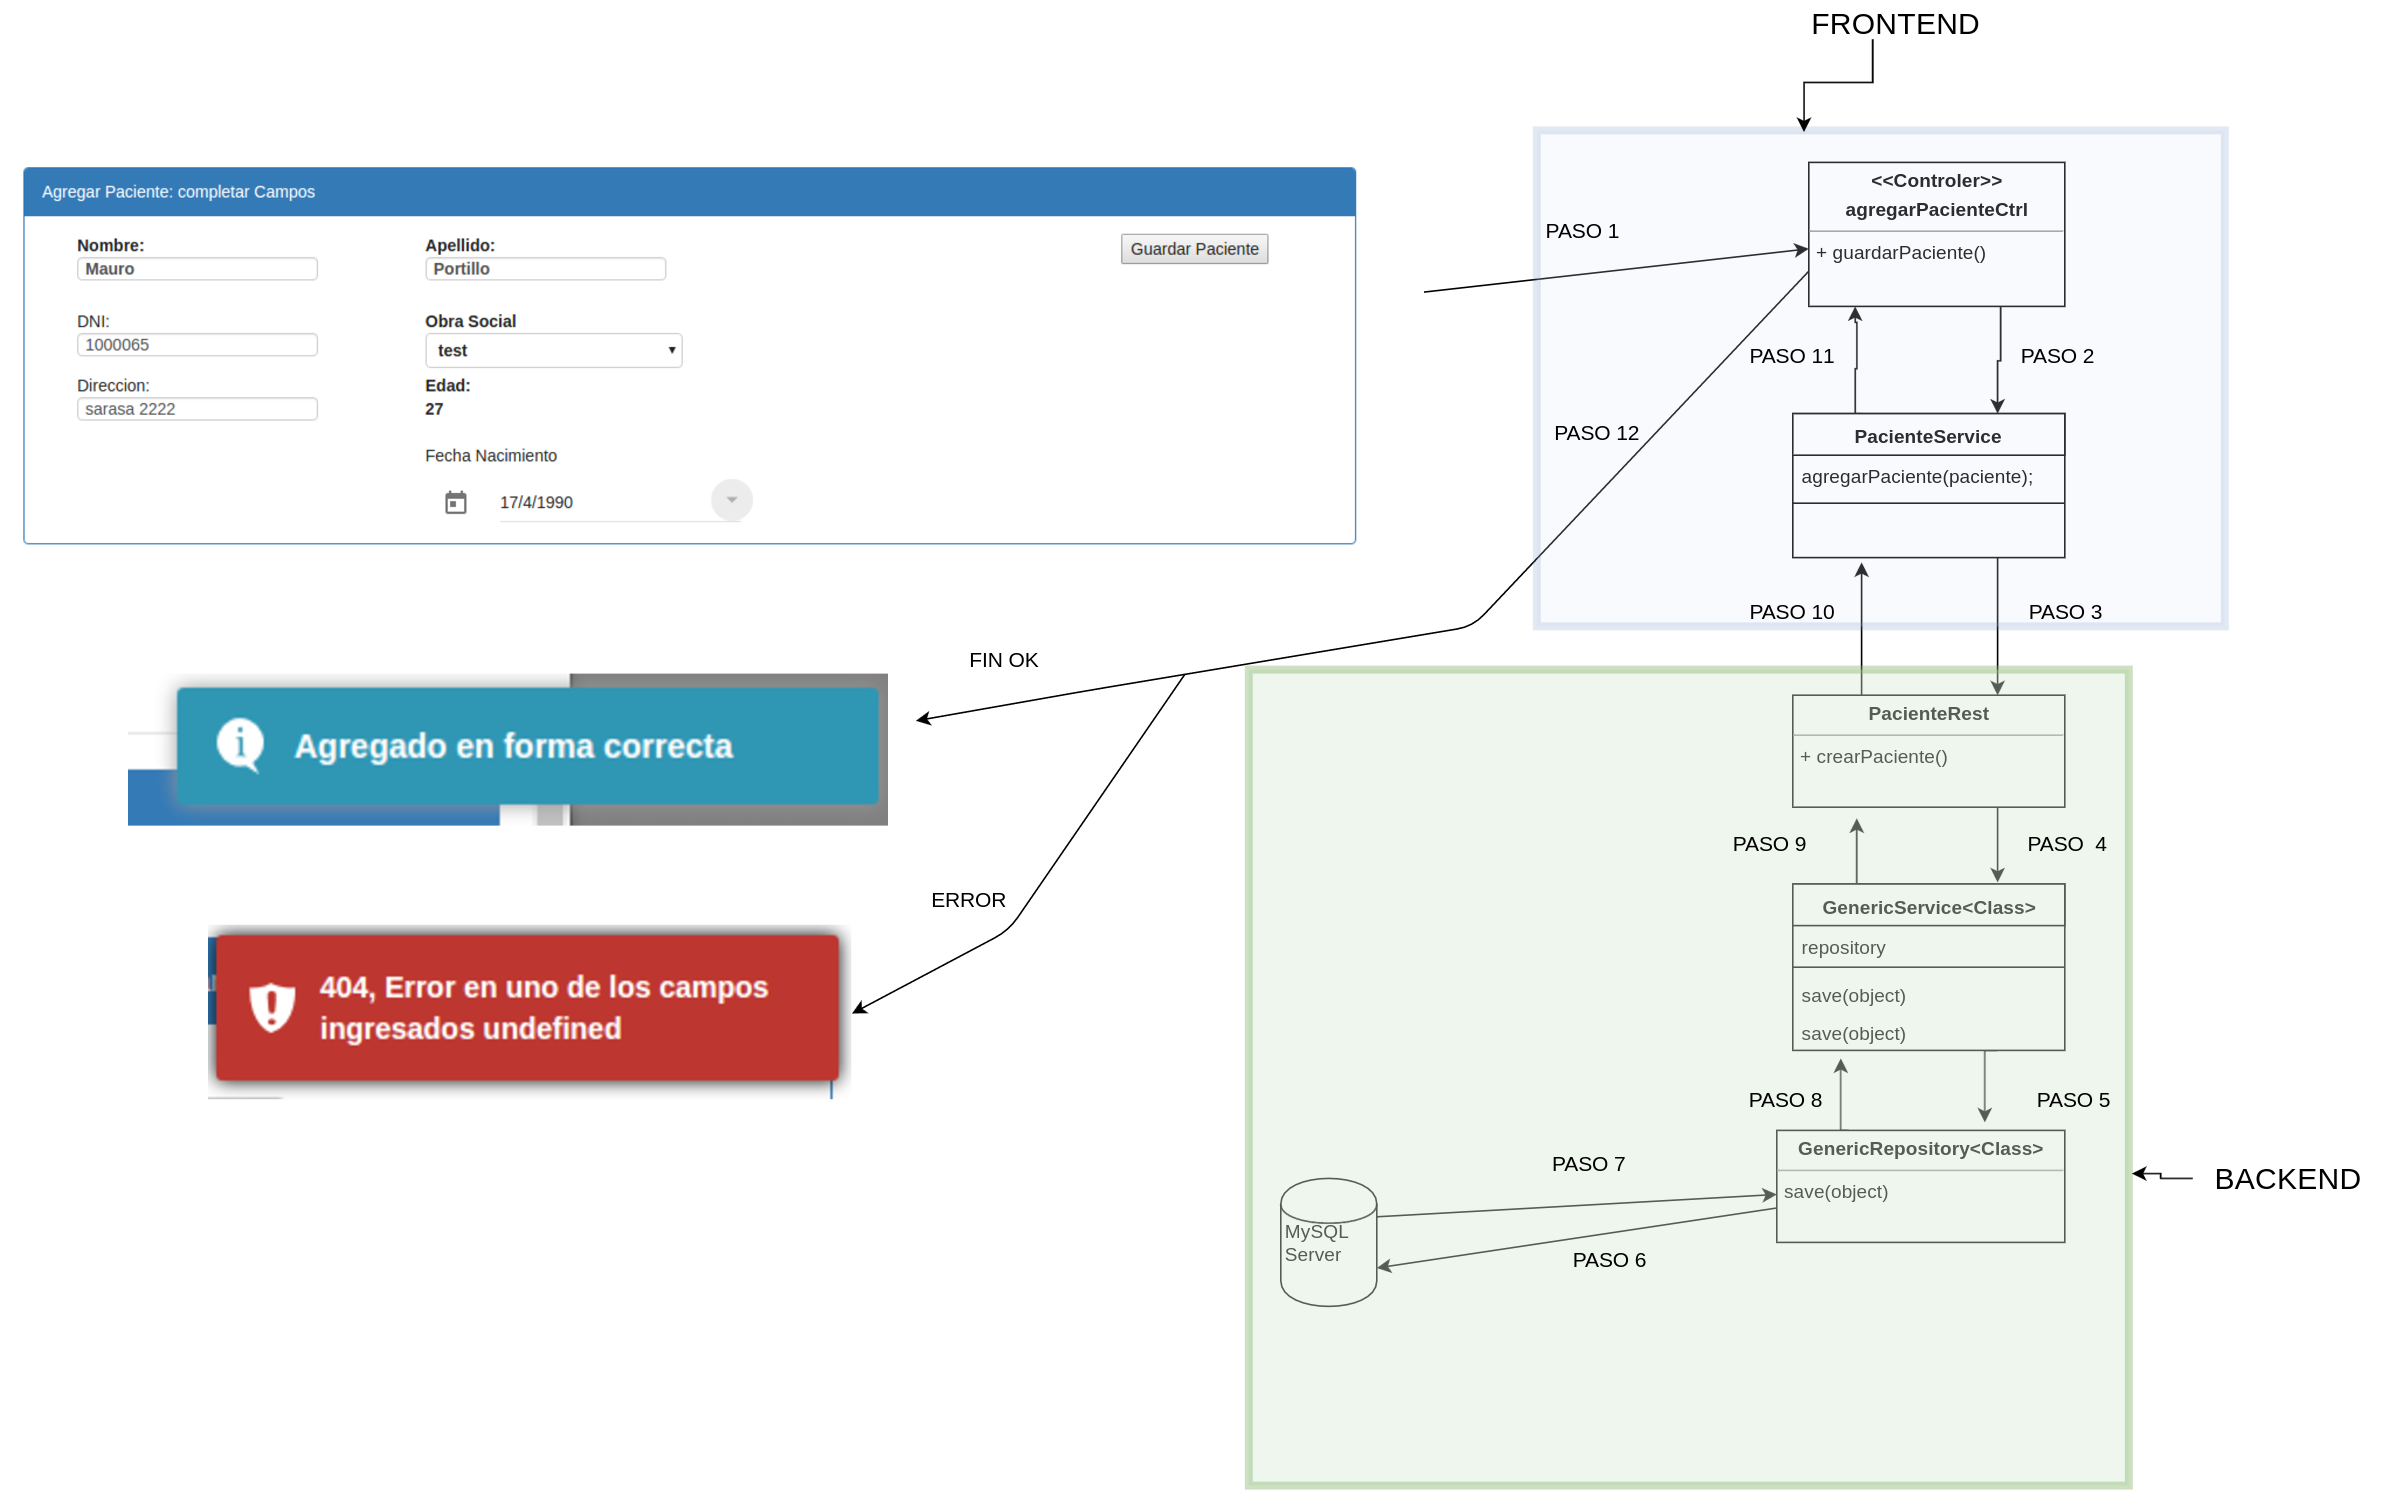 FRONTEND
Agregar Paciente: completar Campos
Nombre:
Mauro
Apellido:
Portillo
Guardar Paciente
DNI:
1000065
Obra Social
test
Direccion:
sarasa 2222
Edad:
27
Fecha Nacimiento
17/4/1990
PASO 1
<<Controler>>
agregarPacienteCtrl
+ guardarPaciente()
PASO 11
PASO 2
PASO 12
PacienteService
agregarPaciente(paciente);
PASO 10
PASO 3
FIN OK
Agregado en forma correcta
PacienteRest
+ crearPaciente()
PASO 9
PASO  4
ERROR
404, Error en uno de los campos
ingresados undefined
GenericService<Class>
repository
save(object)
save(object)
PASO 8
PASO 5
GenericRepository<Class>
save(object)
PASO 7
MySQL
Server
PASO 6
BACKEND